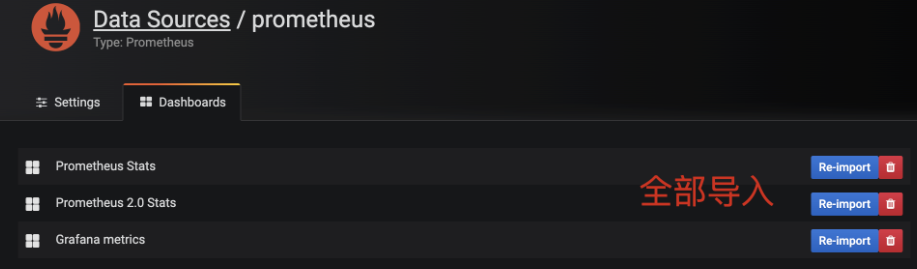 Data Sources / prometheus
Type: Prometheus
Settings
Dashboards
Prometheus Stats
Re-import
全部导入
Prometheus 2.0 Stats
Re-import
Grafana metrics
Re-import